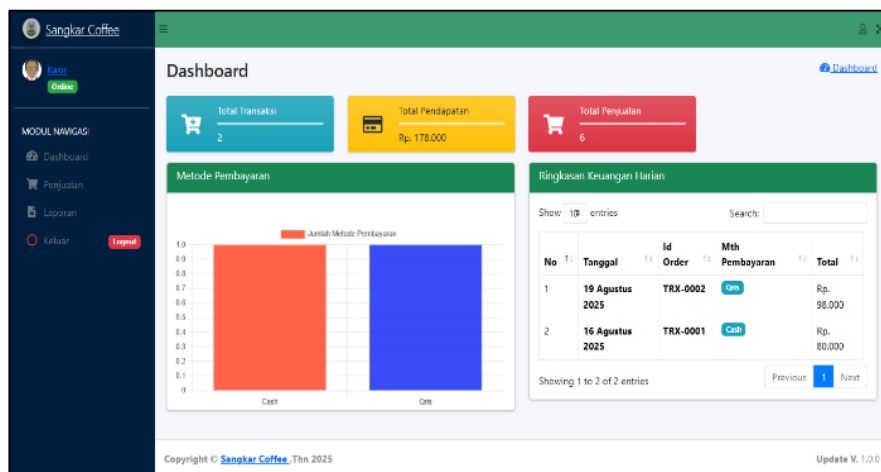 Sangkar Coffee
Kasir
Online
MODUL NAVIGASI
Dashboard
Penjualan
Laporan
Keluar
Logout
Dashboard
Dashboard
Total Transaksi
2
Total Pendapatan
Rp. 178.000
Total Penjualan
6
Metode Pembayaran
Jumlah Metode Pembayaran
1.0
0.9
0.8
0.7
0.6
0.5
0.4
0.3
0.2
0.1
0
Cash
Qris
Ringkasan Keuangan Harian
Show 10 entries
Search:
No Tanggal Id Order Mth Pembayaran Total
1 19 Agustus 2025 TRX-0002 Qris Rp. 98.000
2 16 Agustus 2025 TRX-0001 Cash Rp. 80.000
Showing 1 to 2 of 2 entries
Previous 1 Next
Copyright © Sangkar Coffee .Thn 2025
Update V. 1.0.0